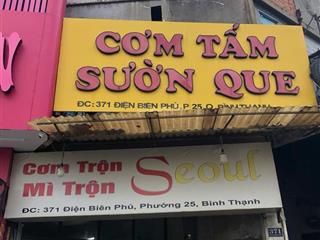 CƠM TẤM
SƯỜN QUE
ĐC: 371 ĐIỆN BIÊN PHỦ, P 25, Q. BÌNH THẠNH
Cơm Trộn
Mì Trộn
Seoul
ĐC: 371 Điện Biên Phủ, Phường 25, Bình Thạnh
371